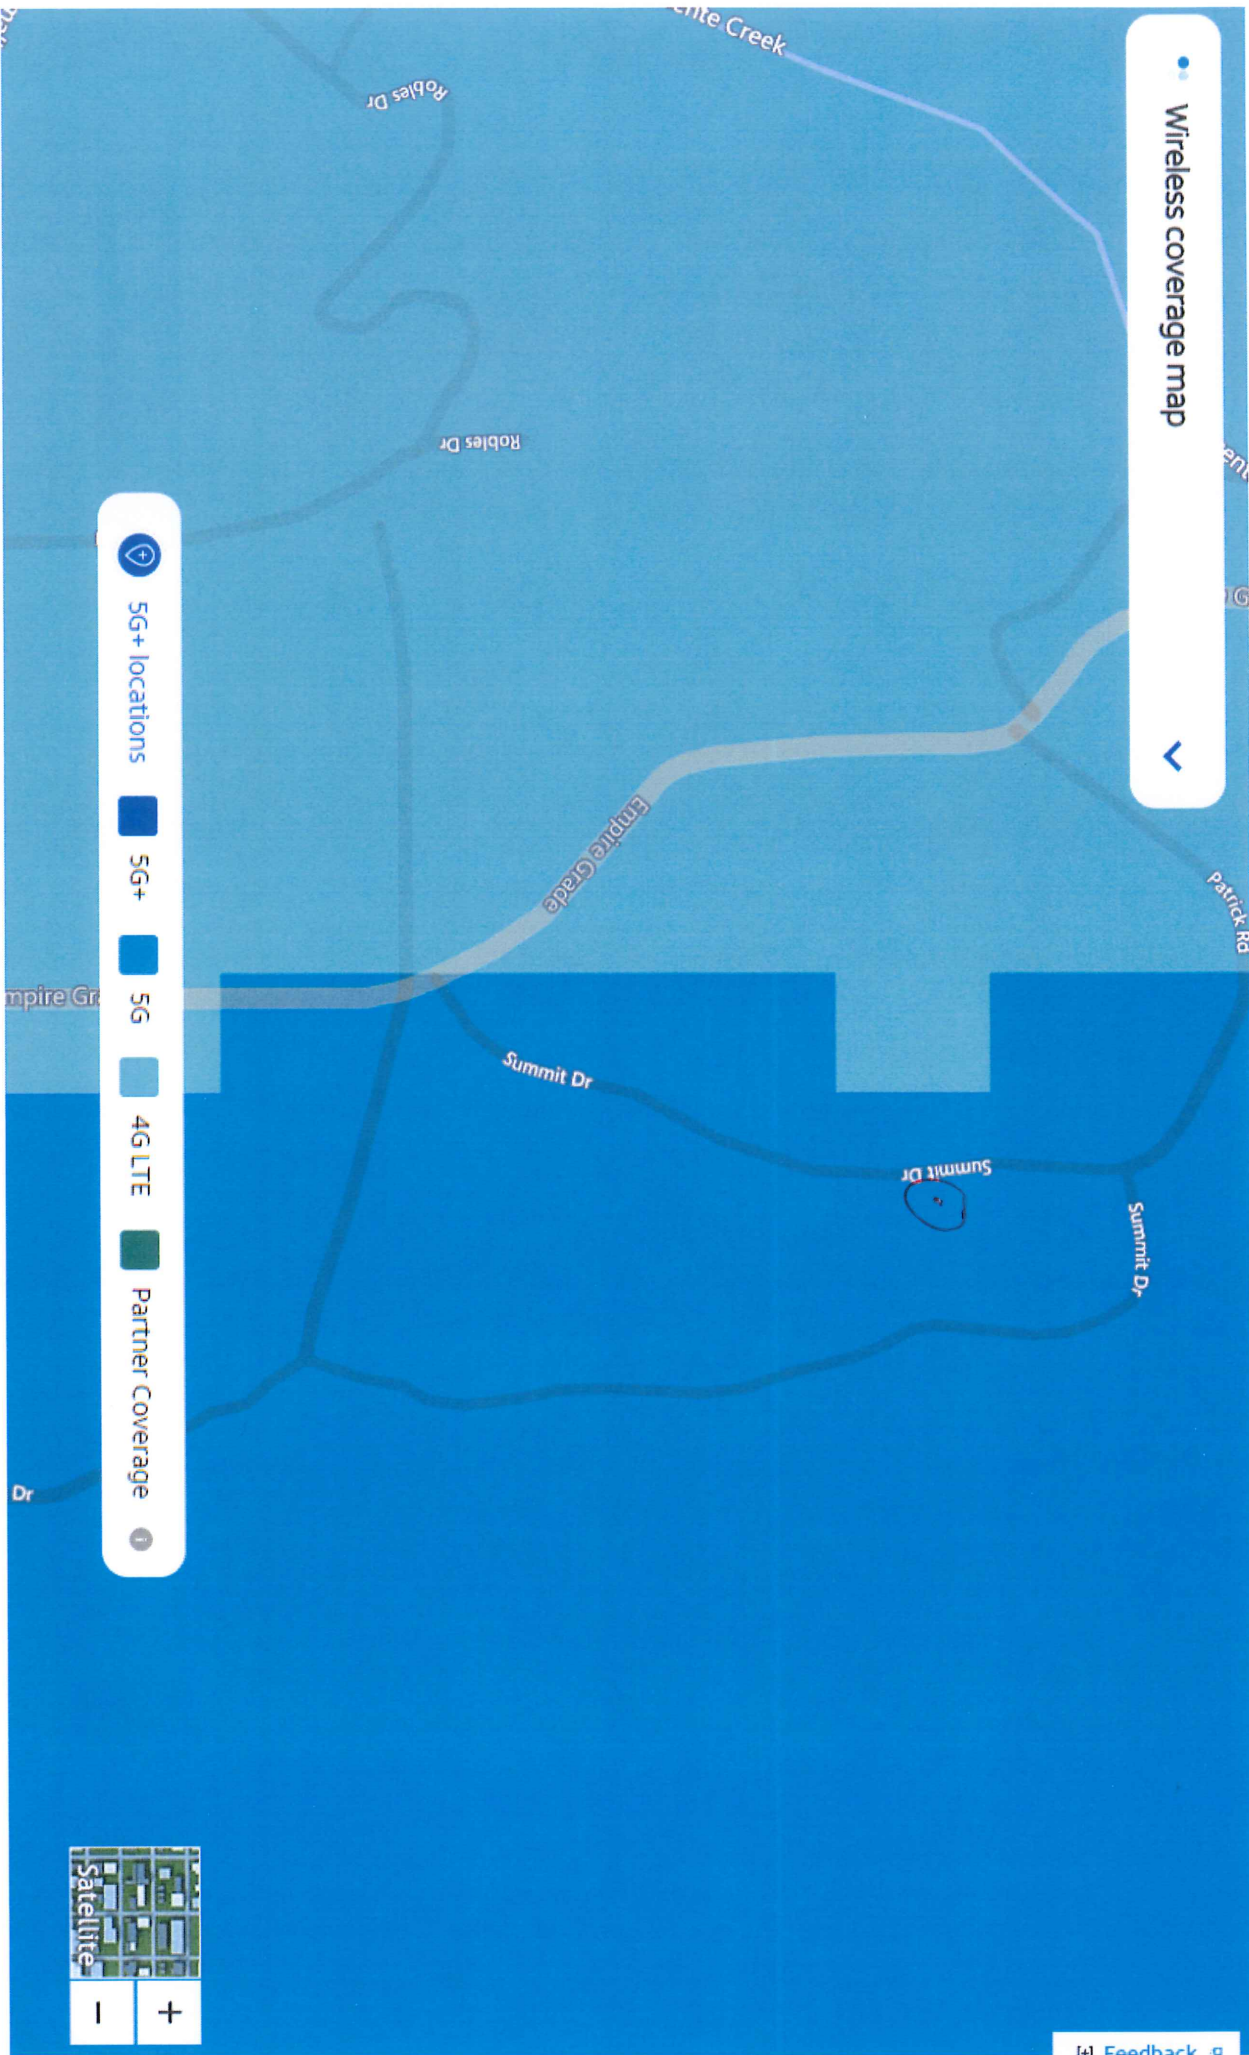 Wireless coverage map
Creek
Robles Dr
Robles Dr
Patrick Rd
Empire Grade
Summit Dr
Summit Dr
Summit Dr
Dr
5G+ locations
5G+
5G
4G LTE
Partner Coverage
i
Satellite
+
−
[+] Feedback